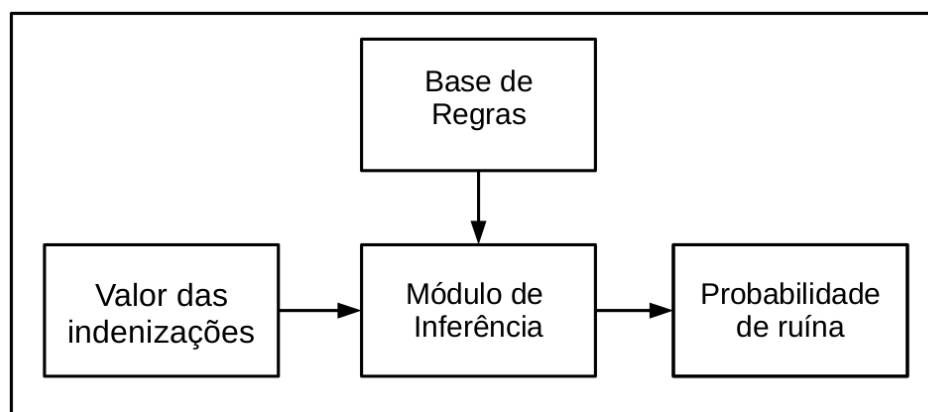 Base de
Regras
Valor das
indenizações
Módulo de
Inferência
Probabilidade
de ruína